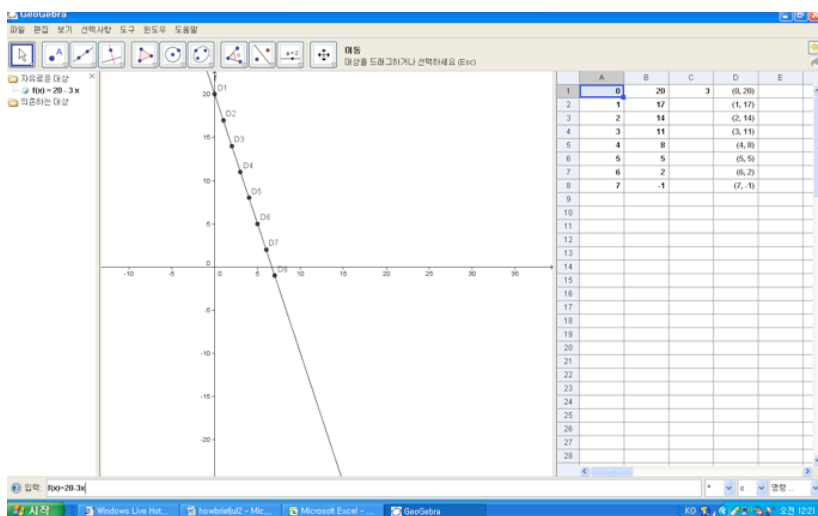 GeoGebra
파일 편집 보기 선택사항 도구 윈도우 도움말
이동
대상을 드래그하거나 선택하세요 (Esc)
자유로운 대상
f(x) = 20 - 3 x
의존하는 대상
D1
D2
D3
D4
D5
D6
D7
D8
20
15
10
5
0
-5
-10
-15
-20
-10 -5 0 5 10 15 20 25 30 35
A B C D E
1 0 20 3 (0, 20)
2 1 17 (1, 17)
3 2 14 (2, 14)
4 3 11 (3, 11)
5 4 8 (4, 8)
6 5 5 (5, 5)
7 6 2 (6, 2)
8 7 -1 (7, -1)
9
10
11
12
13
14
15
16
17
18
19
20
21
22
23
24
25
26
27
28
입력: f(x)=20-3x
명령 ...
시작 Windows Live Hot... howbriefjul2 - Mic... Microsoft Excel - ... GeoGebra KO 오전 12:21